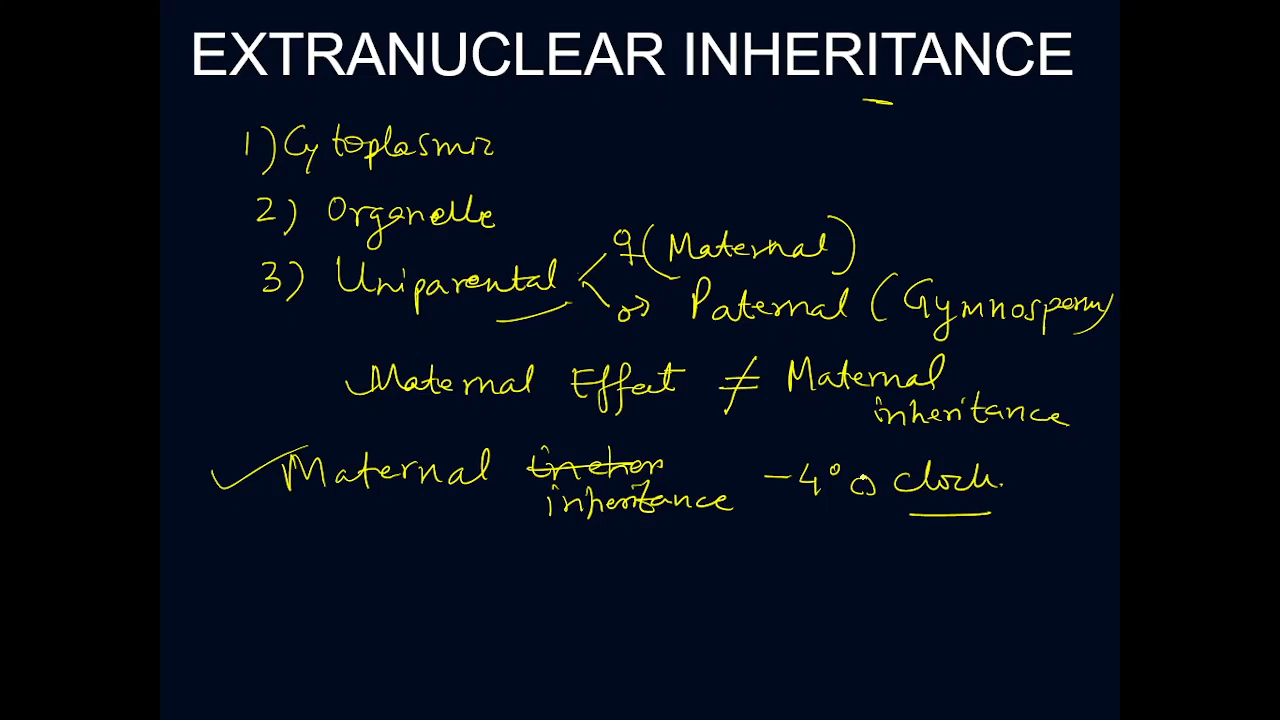 EXTRANUCLEAR INHERITANCE
1) Cytoplasmic
2) Organelle
3) Uniparental
♀ (Maternal)
♂ Paternal (Gymnosperm)
Maternal Effect ≠ Maternal
inheritance
✓ Maternal
inheritance
- 4° o clock.